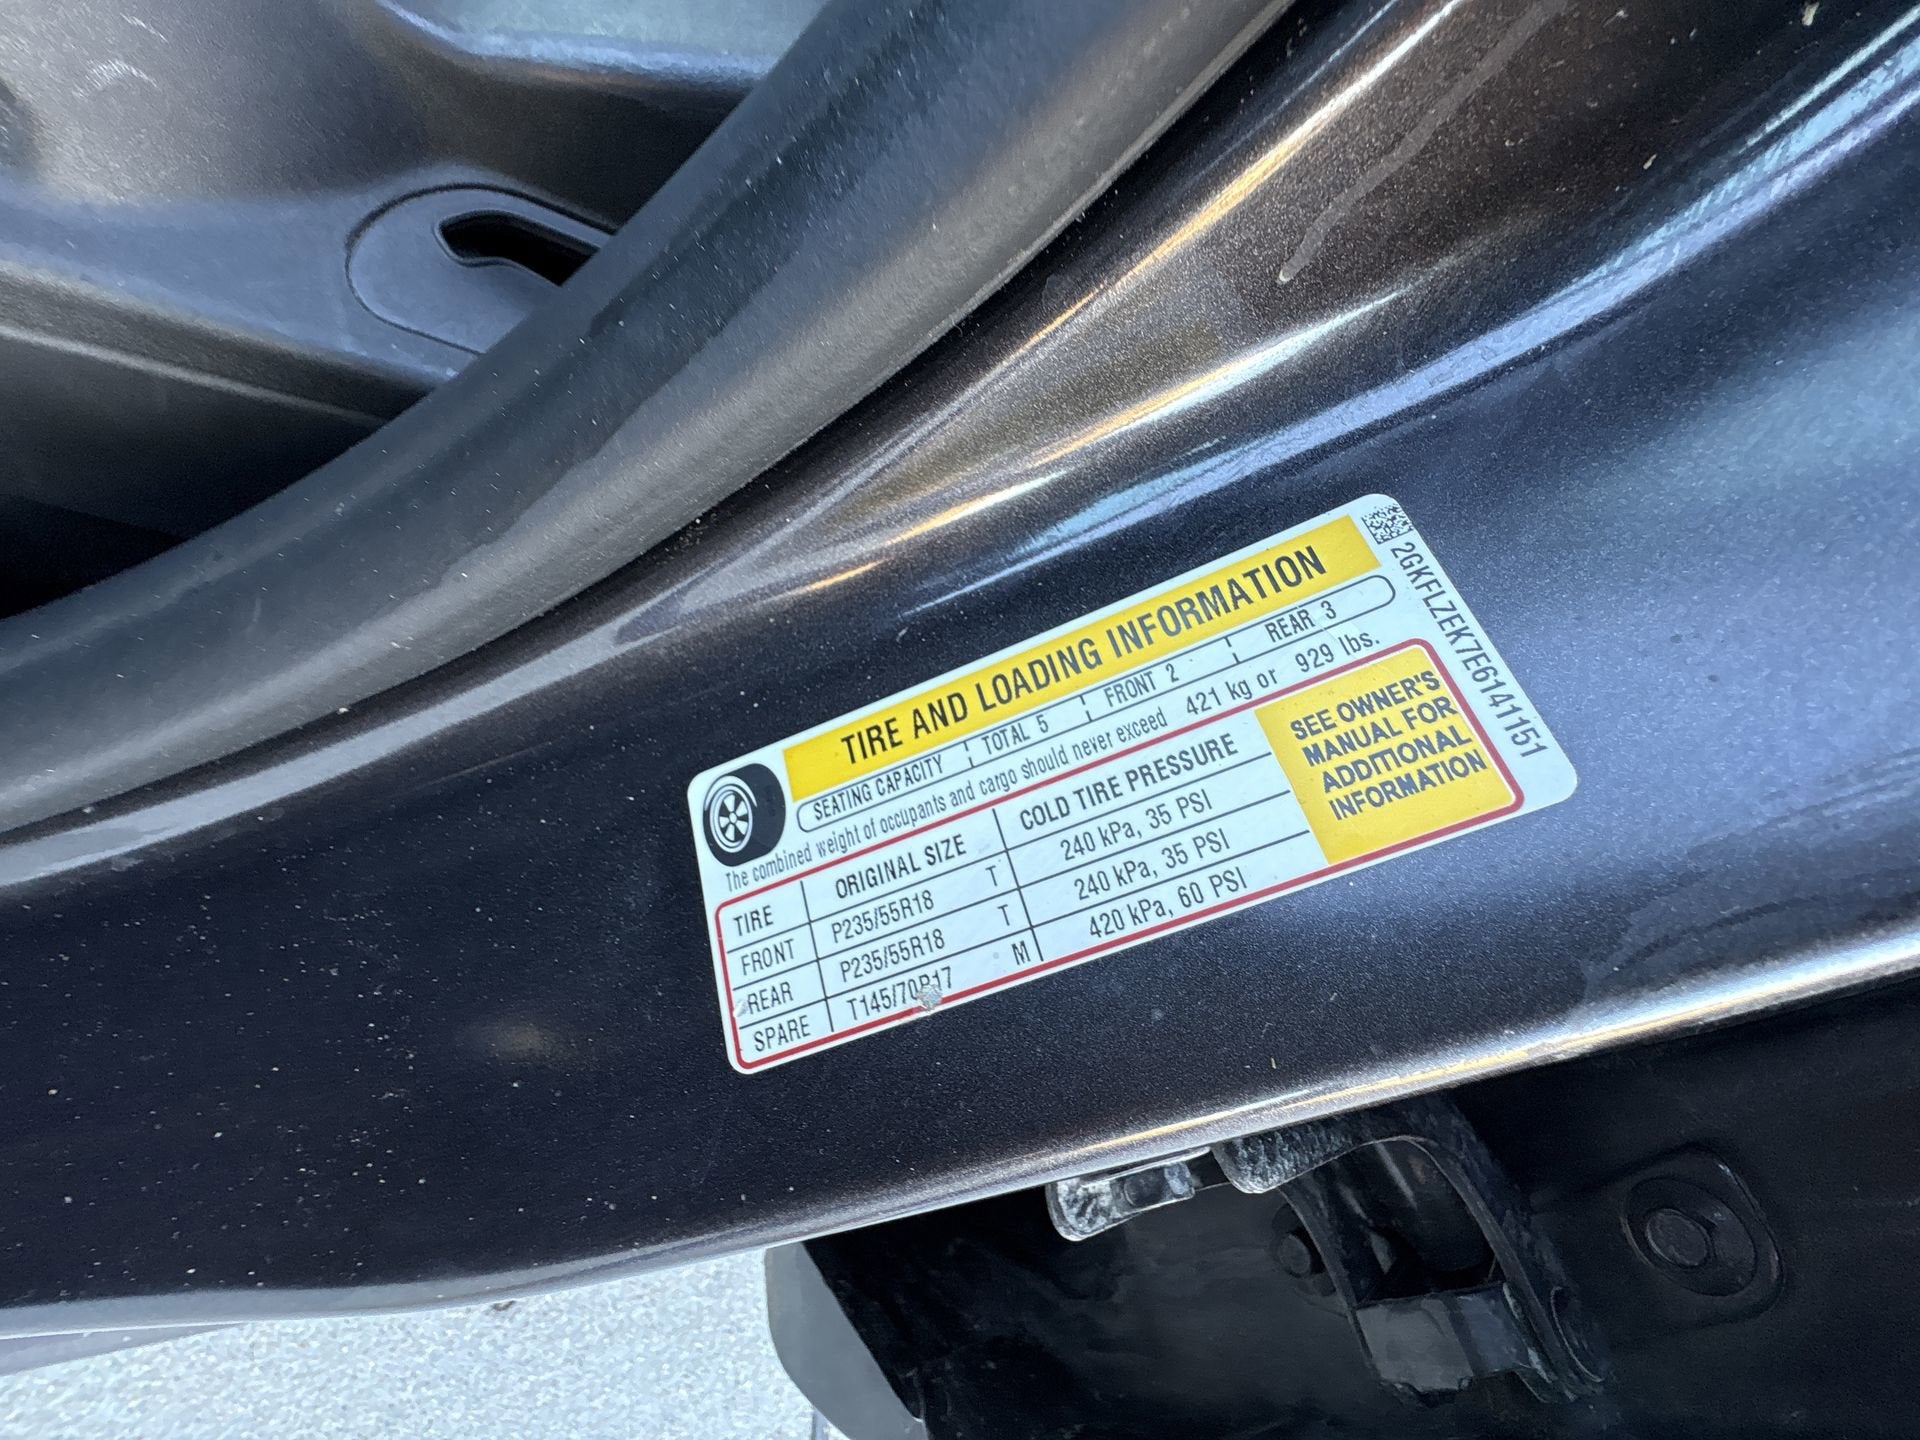 TIRE AND LOADING INFORMATION
SEATING CAPACITY TOTAL 5 FRONT 2 REAR 3
The combined weight of occupants and cargo should never exceed 421 kg or 929 lbs.
TIRE ORIGINAL SIZE COLD TIRE PRESSURE
FRONT P235/55R18 T 240 kPa, 35 PSI
REAR P235/55R18 T 240 kPa, 35 PSI
SPARE T145/70R17 M 420 kPa, 60 PSI
SEE OWNER'S
MANUAL FOR
ADDITIONAL
INFORMATION
2GKFLZEK7E6141151